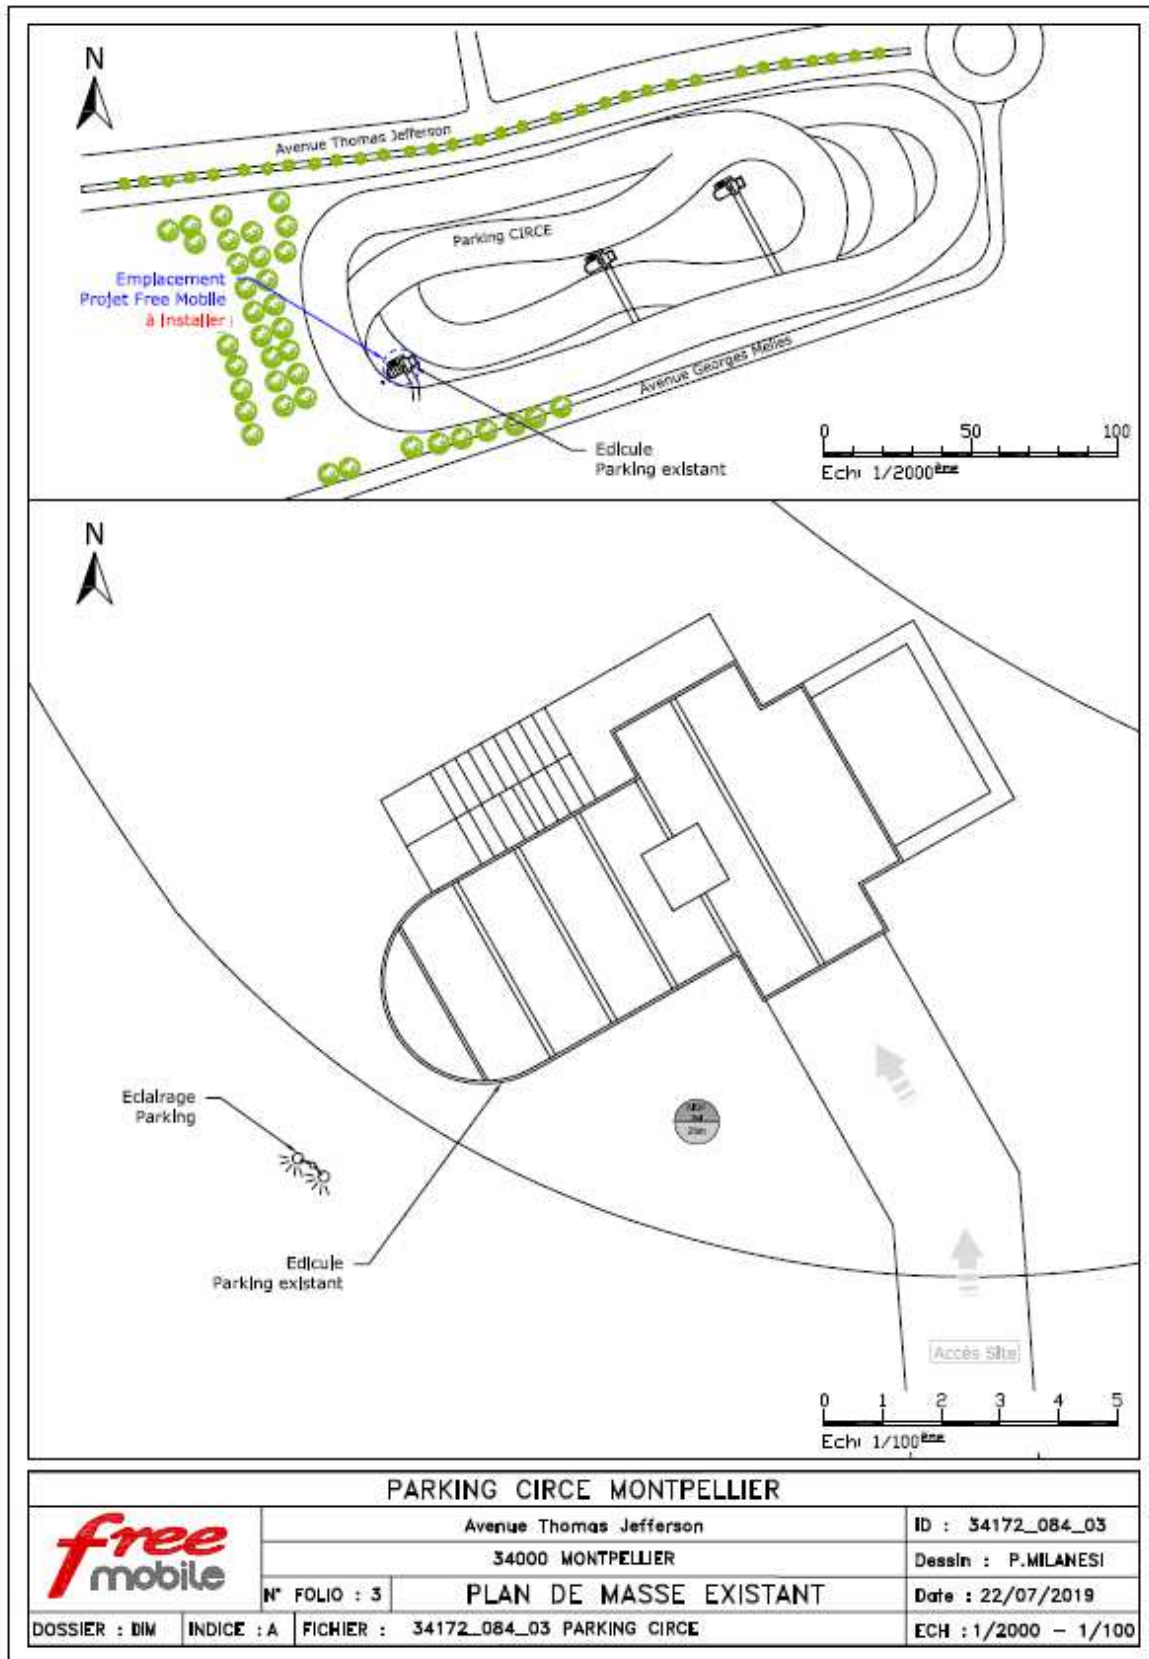 N
Avenue Thomas Jefferson
Parking CIRCE
Emplacement
Projet Free Mobile
à Installer
Avenue Georges Melies
Edicule
Parking existant
0 50 100
Ech: 1/2000ème
N
Eclairage
Parking
Edicule
Parking existant
Accés Site
0 1 2 3 4 5
Ech: 1/100ème
PARKING CIRCE MONTPELLIER
free
mobile
Avenue Thomas Jefferson
34000 MONTPELLIER
N° FOLIO : 3
PLAN DE MASSE EXISTANT
ID : 34172_084_03
Dessin : P.MILANESI
Date : 22/07/2019
DOSSIER : DIM
INDICE : A
FICHIER : 34172_084_03 PARKING CIRCE
ECH : 1/2000 - 1/100